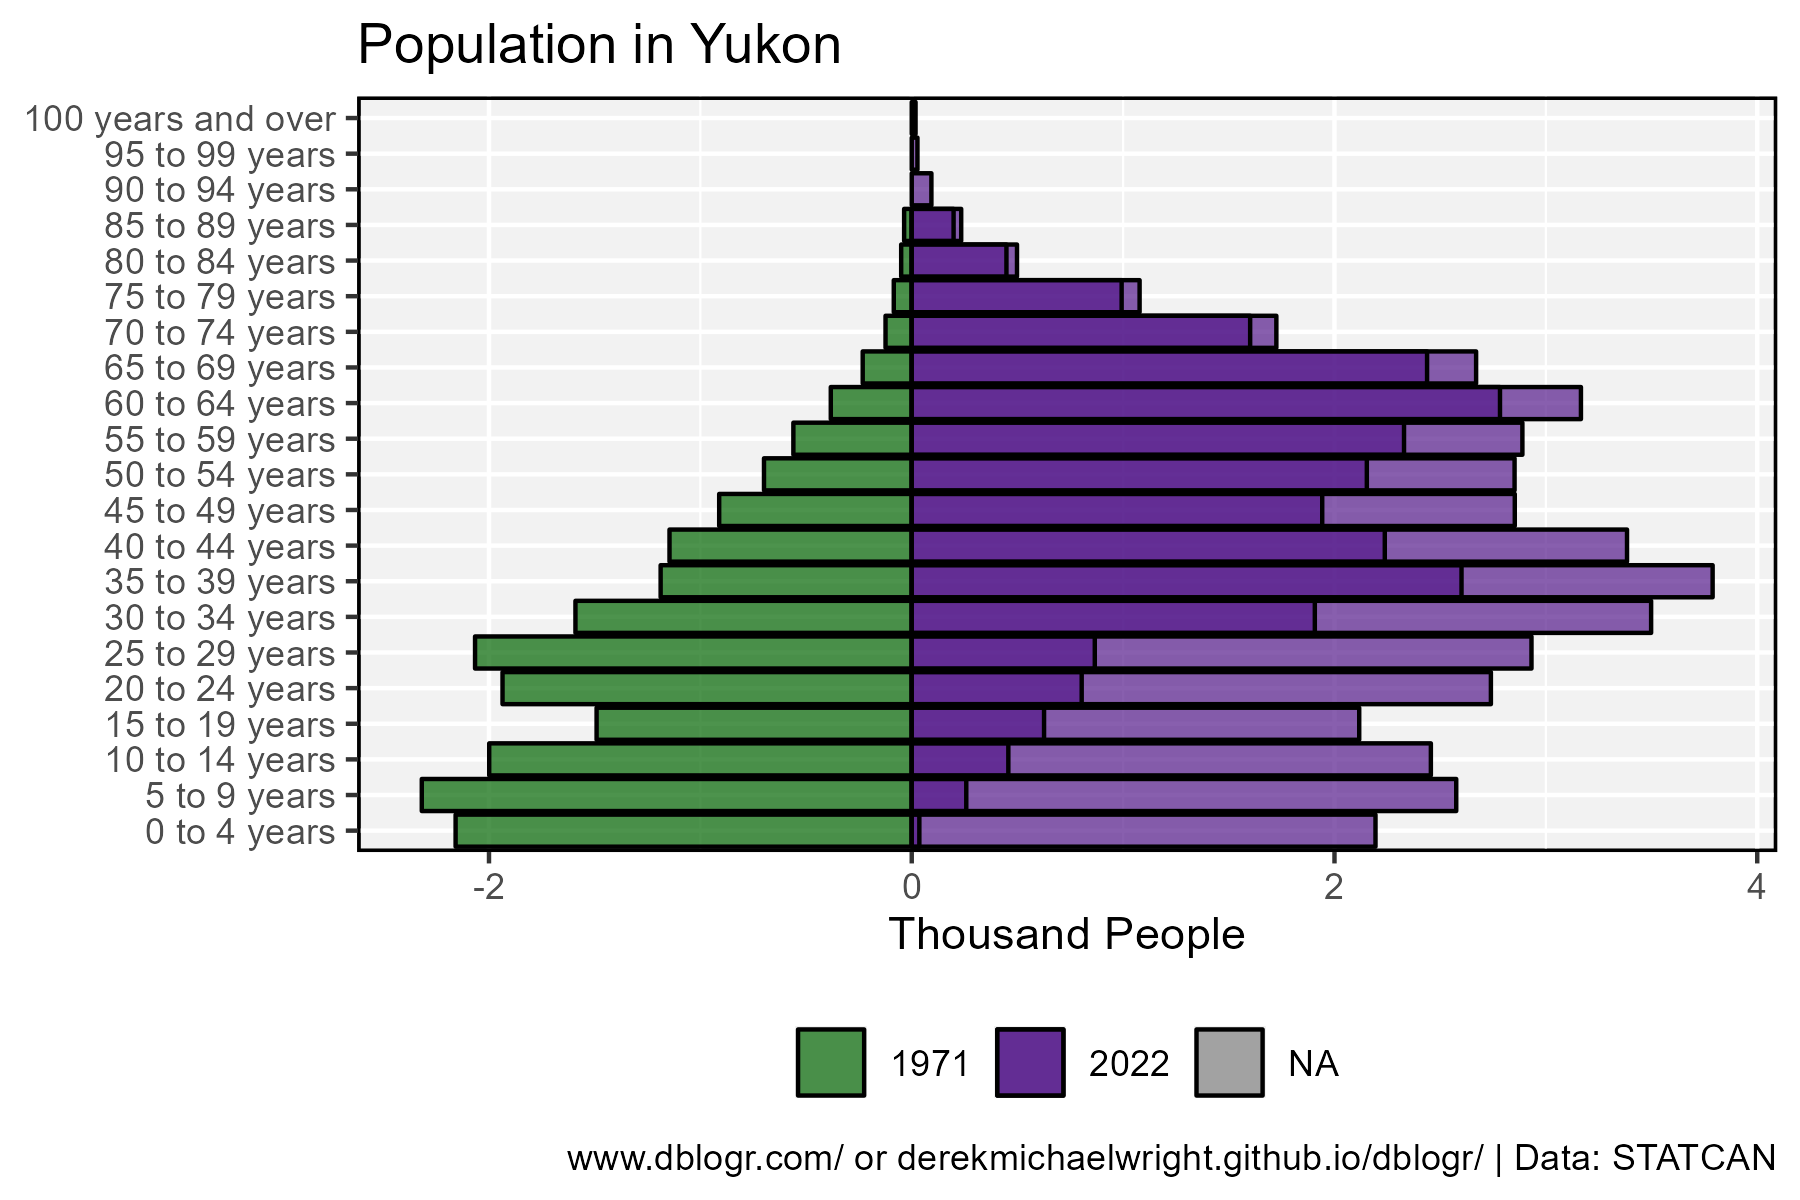 Population in Yukon
100 years and over
95 to 99 years
90 to 94 years
85 to 89 years
80 to 84 years
75 to 79 years
70 to 74 years
65 to 69 years
60 to 64 years
55 to 59 years
50 to 54 years
45 to 49 years
40 to 44 years
35 to 39 years
30 to 34 years
25 to 29 years
20 to 24 years
15 to 19 years
10 to 14 years
5 to 9 years
0 to 4 years
-2 0 2 4
Thousand People
1971 2022 NA
www.dblogr.com/ or derekmichaelwright.github.io/dblogr/ | Data: STATCAN